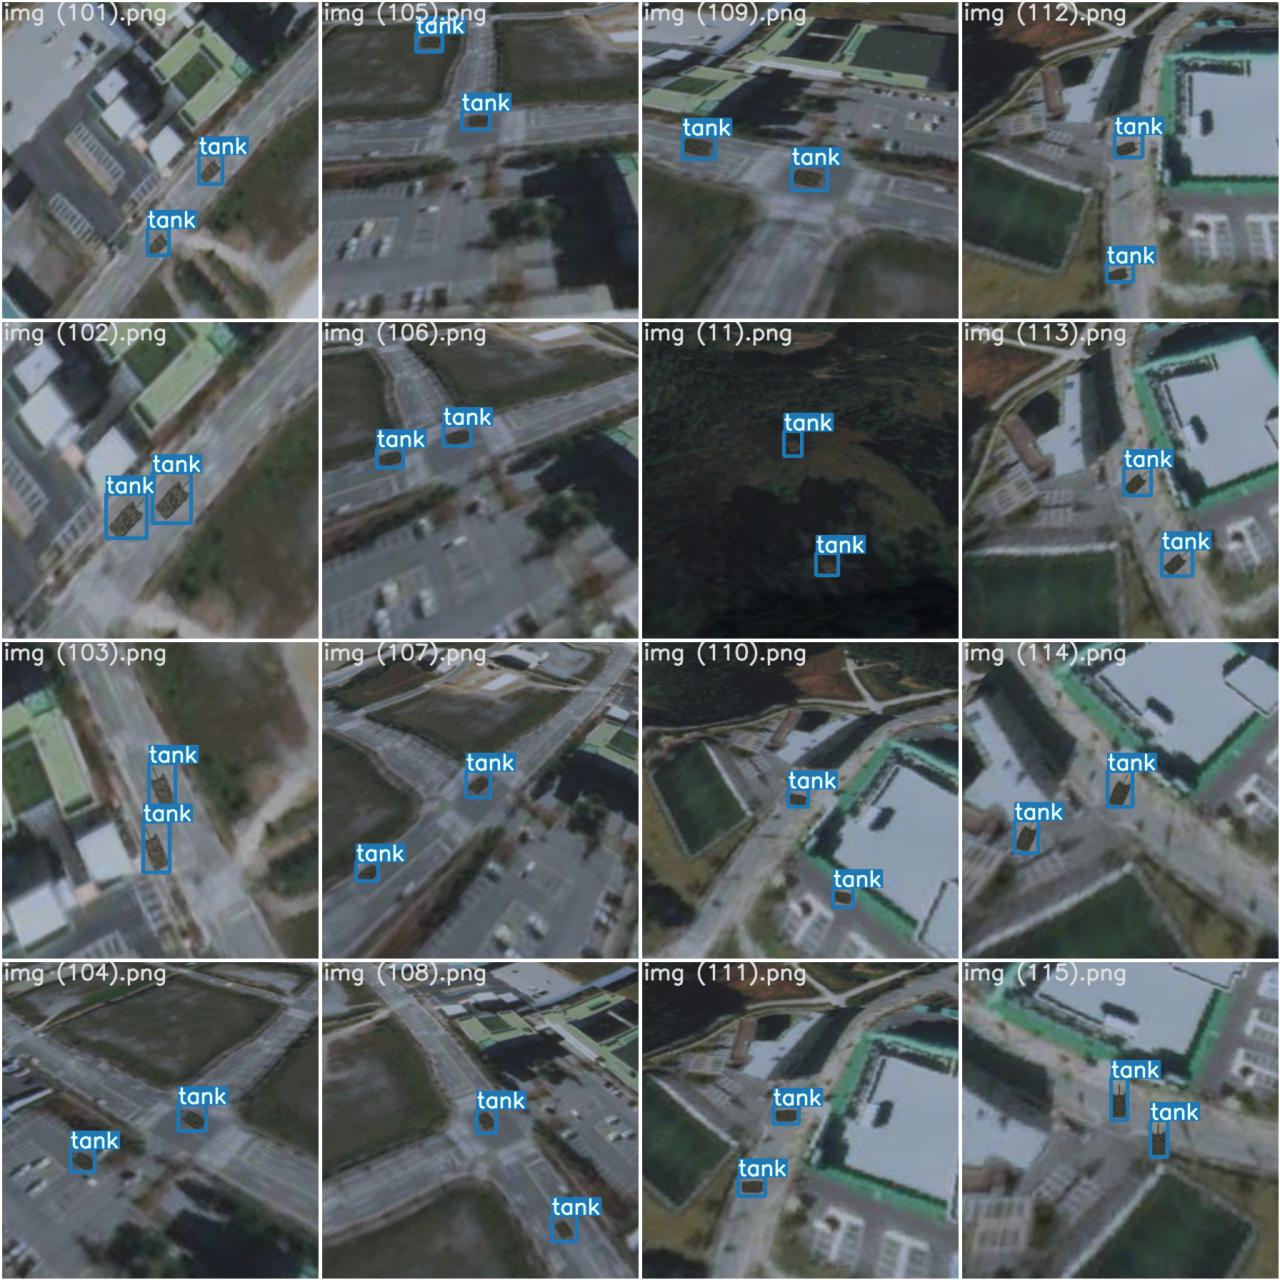 img (101).png
tank
tank
img (105).png
tank
tank
img (109).png
tank
tank
img (112).png
tank
tank
img (102).png
tank
tank
img (106).png
tank
tank
img (11).png
tank
tank
img (113).png
tank
tank
img (103).png
tank
tank
img (107).png
tank
tank
img (110).png
tank
tank
img (114).png
tank
tank
img (104).png
tank
tank
img (108).png
tank
tank
img (111).png
tank
tank
img (115).png
tank
tank